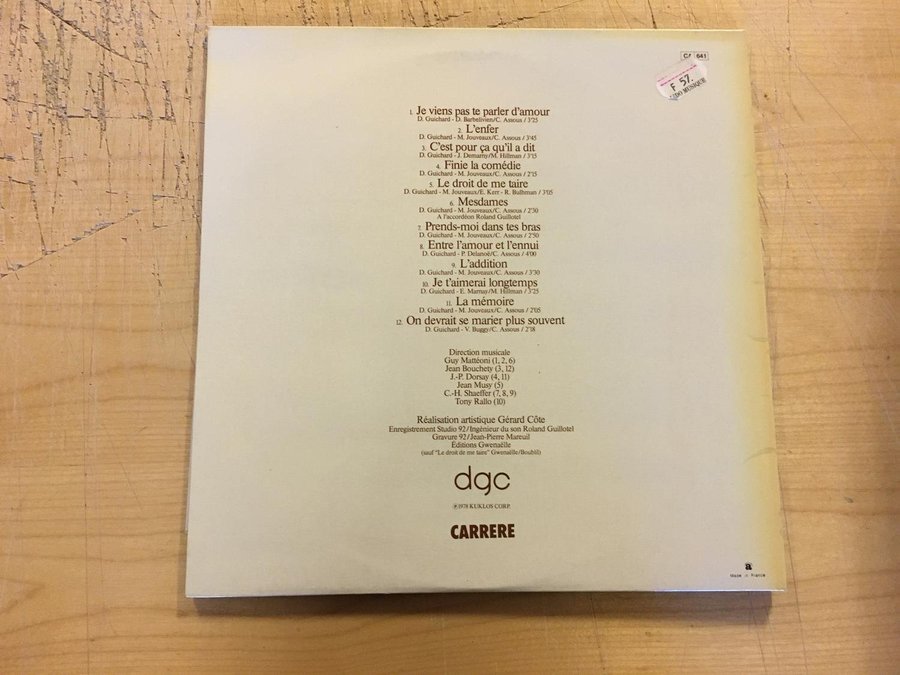 CA 641
F 57.
LIDO MUSIQUE
1. Je viens pas te parler d'amour
D. Guichard - D. Barbelivien/C. Assous / 3'25
2. L'enfer
D. Guichard - M. Jouveaux/C. Assous / 3'45
3. C'est pour ça qu'il a dit
D. Guichard - J. Demarny/M. Hillman / 3'15
4. Finie la comédie
D. Guichard - M. Jouveaux/C. Assous / 2'15
5. Le droit de me taire
D. Guichard - M. Jouveaux/E. Kerr - R. Bulhman / 3'05
6. Mesdames
D. Guichard - M. Jouveaux/C. Assous / 2'30
A l'accordéon Roland Guillotel
7. Prends-moi dans tes bras
D. Guichard - M. Jouveaux/C. Assous / 2'50
8. Entre l'amour et l'ennui
D. Guichard - P. Delanoë/C. Assous / 4'00
9. L'addition
D. Guichard - M. Jouveaux/C. Assous / 3'30
10. Je t'aimerai longtemps
D. Guichard - E. Marnay/M. Hillman / 3'25
11. La mémoire
D. Guichard - M. Jouveaux/C. Assous / 2'05
12. On devrait se marier plus souvent
D. Guichard - V. Buggy/C. Assous / 2'18
Direction musicale
Guy Mattéoni (1, 2, 6)
Jean Bouchety (3, 12)
J.-P. Dorsay (4, 11)
Jean Musy (5)
C.-H. Shaeffer (7, 8, 9)
Tony Rallo (10)
Réalisation artistique Gérard Côte
Enregistrement Studio 92/Ingénieur du son Roland Guillotel
Gravure 92/Jean-Pierre Mareuil
Éditions Gwenaëlle
(sauf "Le droit de me taire" Gwenaëlle/Boublil)
dgc
℗1978 KUKLOS CORP.
CARRERE
a
Made in France